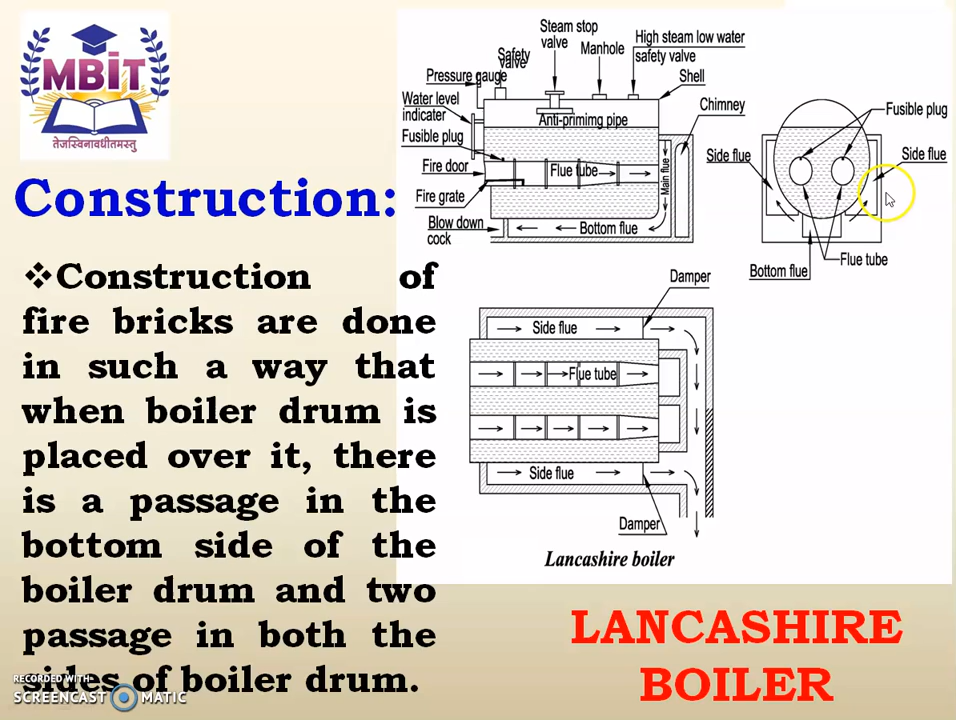 MBIT
तेजस्विनावधीतमस्तु
Construction:
❖Construction of
fire bricks are done
in such a way that
when boiler drum is
placed over it, there
is a passage in the
bottom side of the
boiler drum and two
passage in both the
sides of boiler drum.
RECORDED WITH
SCREENCAST MATIC
Steam stop
valve
Safety
valve
Manhole
High steam low water
safety valve
Pressure gauge
Shell
Water level
indicater
Chimney
Anti-primimg pipe
Fusible plug
Fire door
Flue tube
Main flue
Fire grate
Blow down
cock
Bottom flue
Fusible plug
Side flue
Side flue
Flue tube
Bottom flue
Damper
Side flue
Flue tube
Side flue
Damper
Lancashire boiler
LANCASHIRE
BOILER